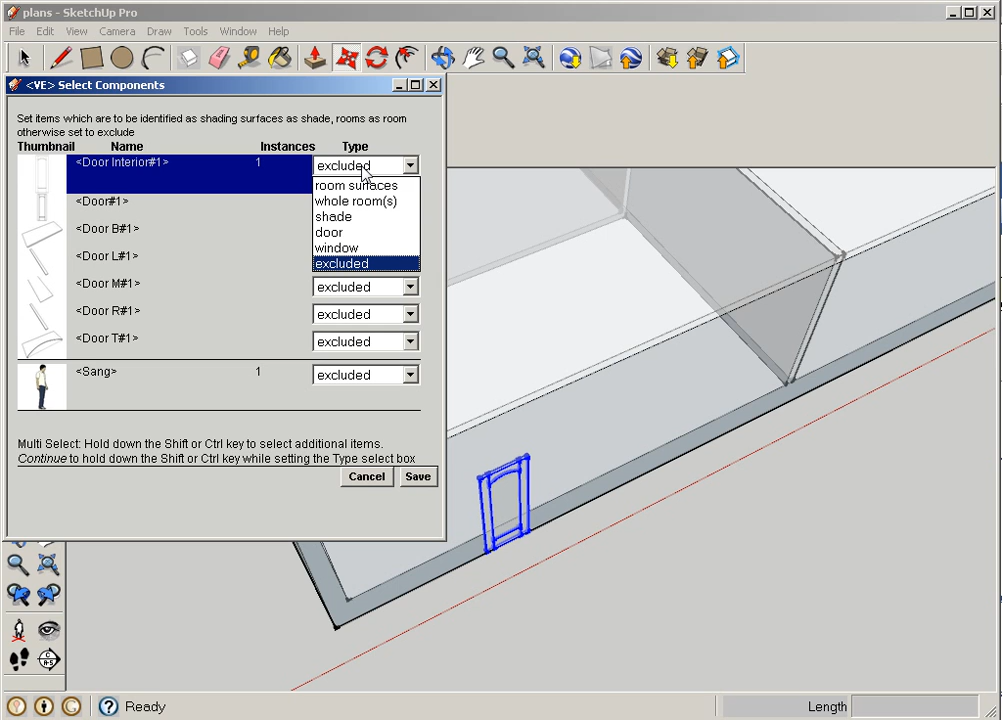 plans - SketchUp Pro
File Edit View Camera Draw Tools Window Help
<VE> Select Components
Set items which are to be identified as shading surfaces as shade, rooms as room
otherwise set to exclude
Thumbnail Name Instances Type
<Door Interior#1> 1 excluded
room surfaces
whole room(s)
shade
door
window
excluded
<Door#1>
<Door B#1>
<Door L#1>
<Door M#1> excluded
<Door R#1> excluded
<Door T#1> excluded
<Sang> 1 excluded
Multi Select: Hold down the Shift or Ctrl key to select additional items.
Continue to hold down the Shift or Ctrl key while setting the Type select box
Cancel Save
Ready
Length